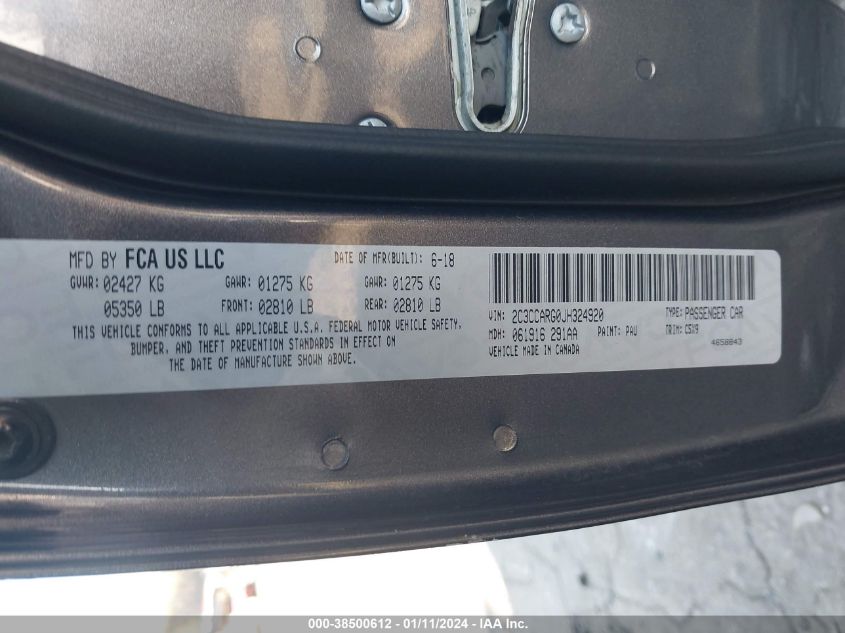 MFD BY FCA US LLC DATE OF MFR(BUILT): 6-18
GVWR: 02427 KG GAWR: 01275 KG GAWR: 01275 KG
05350 LB FRONT: 02810 LB REAR: 02810 LB
THIS VEHICLE CONFORMS TO ALL APPLICABLE U.S.A. FEDERAL MOTOR VEHICLE SAFETY,
BUMPER, AND THEFT PREVENTION STANDARDS IN EFFECT ON
THE DATE OF MANUFACTURE SHOWN ABOVE.
VIN: 2C3CCARG0JH324920 TYPE: PASSENGER CAR
MDH: 061916 291AA PAINT: PAU TRIM: C5X9
VEHICLE MADE IN CANADA 4658843
000-38500612 - 01/11/2024 - IAA Inc.